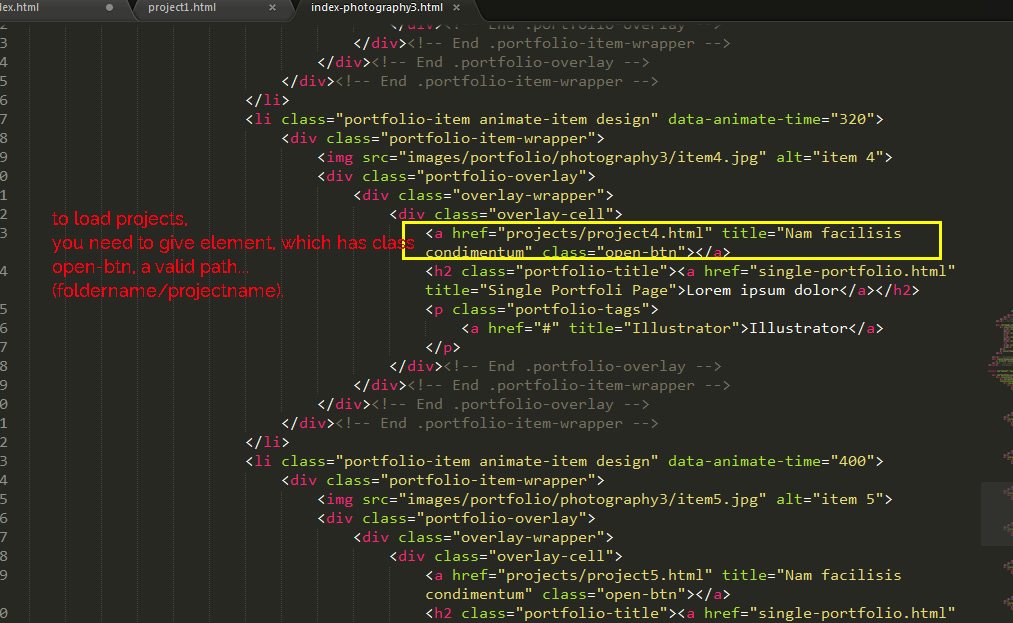 ex.html
project1.html ×
index-photography3.html ×
</div><!-- End .portfolio-overlay -->
3 </div><!-- End .portfolio-item-wrapper -->
4 </div><!-- End .portfolio-overlay -->
5 </div><!-- End .portfolio-item-wrapper -->
6 </li>
7 <li class="portfolio-item animate-item design" data-animate-time="320">
8 <div class="portfolio-item-wrapper">
9 <img src="images/portfolio/photography3/item4.jpg" alt="item 4">
0 <div class="portfolio-overlay">
1 <div class="overlay-wrapper">
2 <div class="overlay-cell">
3 <a href="projects/project4.html" title="Nam facilisis
condimentum" class="open-btn"></a>
4 <h2 class="portfolio-title"><a href="single-portfolio.html"
title="Single Portfoli Page">Lorem ipsum dolor</a></h2>
5 <p class="portfolio-tags">
6 <a href="#" title="Illustrator">Illustrator</a>
7 </p>
8 </div><!-- End .portfolio-overlay -->
9 </div><!-- End .portfolio-item-wrapper -->
0 </div><!-- End .portfolio-overlay -->
1 </div><!-- End .portfolio-item-wrapper -->
2 </li>
3 <li class="portfolio-item animate-item design" data-animate-time="400">
4 <div class="portfolio-item-wrapper">
5 <img src="images/portfolio/photography3/item5.jpg" alt="item 5">
6 <div class="portfolio-overlay">
7 <div class="overlay-wrapper">
8 <div class="overlay-cell">
9 <a href="projects/project5.html" title="Nam facilisis
condimentum" class="open-btn"></a>
0 <h2 class="portfolio-title"><a href="single-portfolio.html"
to load projects,
you need to give element, which has class
open-btn, a valid path...
(foldername/projectname).